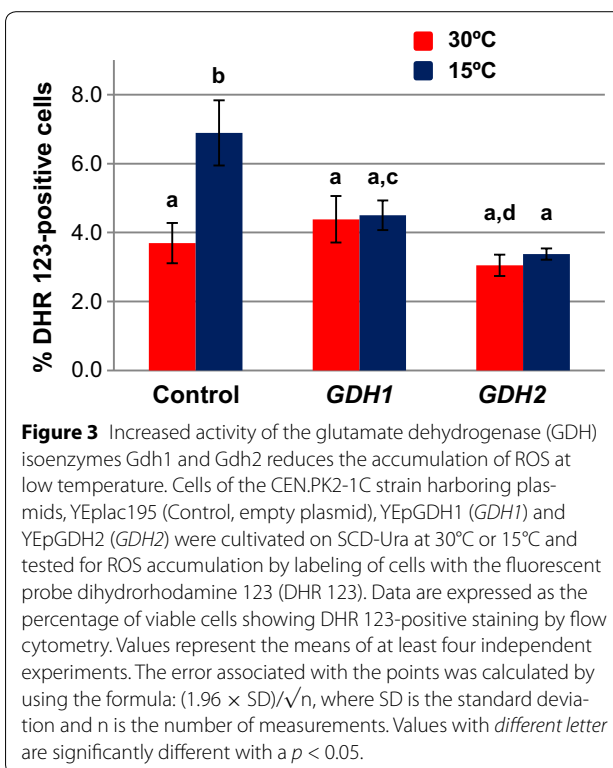 30ºC
15ºC
% DHR 123-positive cells
8.0
6.0
4.0
2.0
0.0
a
b
a
a,c
a,d
a
Control
GDH1
GDH2
Figure 3 Increased activity of the glutamate dehydrogenase (GDH)
isoenzymes Gdh1 and Gdh2 reduces the accumulation of ROS at
low temperature. Cells of the CEN.PK2-1C strain harboring plas-
mids, YEplac195 (Control, empty plasmid), YEpGDH1 (GDH1) and
YEpGDH2 (GDH2) were cultivated on SCD-Ura at 30°C or 15°C and
tested for ROS accumulation by labeling of cells with the fluorescent
probe dihydrorhodamine 123 (DHR 123). Data are expressed as the
percentage of viable cells showing DHR 123-positive staining by flow
cytometry. Values represent the means of at least four independent
experiments. The error associated with the points was calculated by
using the formula: (1.96 × SD)/√n, where SD is the standard devia-
tion and n is the number of measurements. Values with different letter
are significantly different with a p < 0.05.